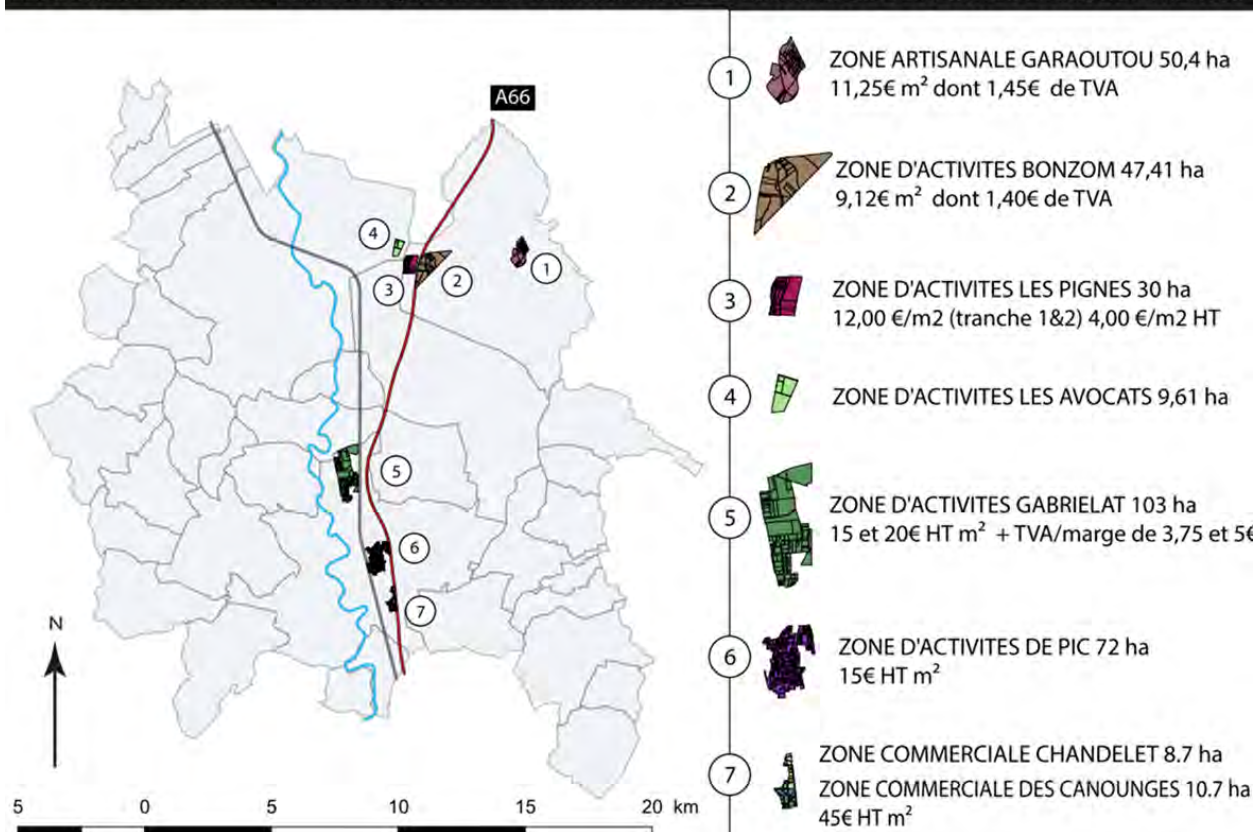 A66
4
3
2
1
5
6
7
N
5 0 5 10 15 20 km
1
ZONE ARTISANALE GARAOUTOU 50,4 ha
11,25€ m² dont 1,45€ de TVA
2
ZONE D'ACTIVITES BONZOM 47,41 ha
9,12€ m² dont 1,40€ de TVA
3
ZONE D'ACTIVITES LES PIGNES 30 ha
12,00 €/m2 (tranche 1&2) 4,00 €/m2 HT
4
ZONE D'ACTIVITES LES AVOCATS 9,61 ha
5
ZONE D'ACTIVITES GABRIELAT 103 ha
15 et 20€ HT m² + TVA/marge de 3,75 et 5€
6
ZONE D'ACTIVITES DE PIC 72 ha
15€ HT m²
7
ZONE COMMERCIALE CHANDELET 8.7 ha
ZONE COMMERCIALE DES CANOUNGES 10.7 ha
45€ HT m²